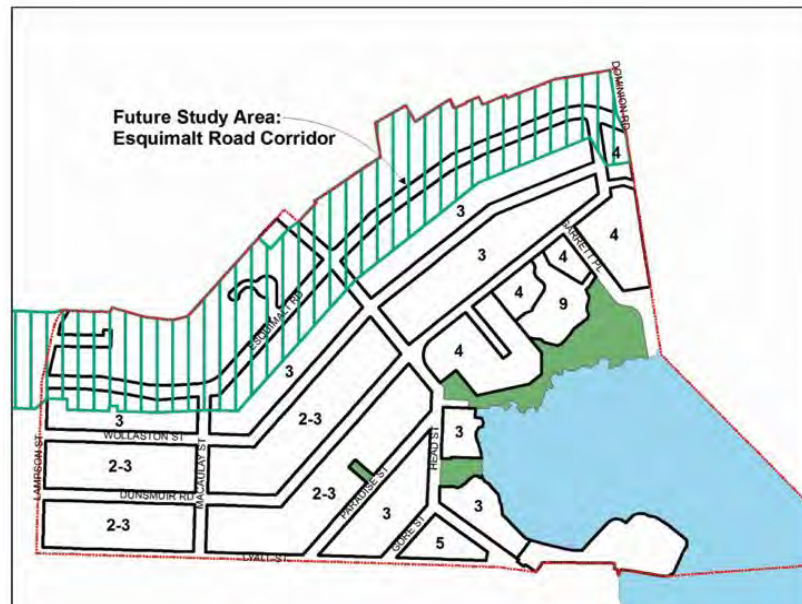 DOMINION RD
Future Study Area:
Esquimalt Road Corridor
4
3
3
BARRETT PL
4
4
4
9
ESQUIMALT RD
4
3
3
WOLLASTON ST
2-3
3
HEAD ST
LAMPSON ST
2-3
MACAULAY ST
2-3
PARADISE ST
DUNSMUIR RD
2-3
3
GORE ST
3
5
LYALL ST